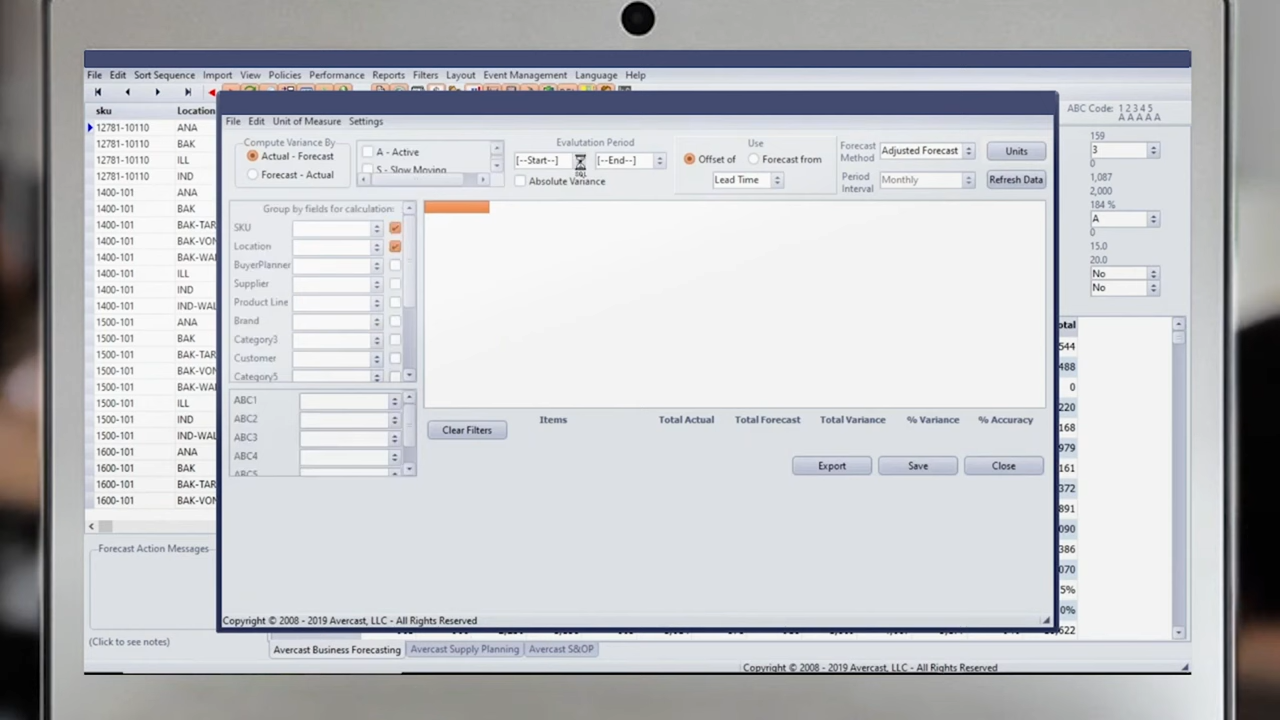 File Edit Sort Sequence Import View Policies Performance Reports Filters Layout Event Management Language Help
sku Location
12781-10110 ANA
12781-10110 BAK
12781-10110 ILL
12781-10110 IND
1400-101 ANA
1400-101 BAK
1400-101 BAK-TAR
1400-101 BAK-VON
1400-101 BAK-WA
1400-101 ILL
1400-101 IND
1400-101 IND-WAL
1500-101 ANA
1500-101 BAK
1500-101 BAK-TAR
1500-101 BAK-VON
1500-101 BAK-WA
1500-101 ILL
1500-101 IND
1500-101 IND-WAL
1600-101 ANA
1600-101 BAK
1600-101 BAK-TAR
1600-101 BAK-VON
Forecast Action Messages
(Click to see notes)
File Edit Unit of Measure Settings
Compute Variance By
Actual - Forecast
Forecast - Actual
A - Active
S - Slow Moving
Evalutation Period
[--Start--] [--End--]
Absolute Variance
Use
Offset of Forecast from
Lead Time
Forecast Method Adjusted Forecast
Period Interval Monthly
Units
Refresh Data
Group by fields for calculation:
SKU
Location
BuyerPlanner
Supplier
Product Line
Brand
Category3
Customer
Category5
ABC1
ABC2
ABC3
ABC4
ABC5
Clear Filters
Items Total Actual Total Forecast Total Variance % Variance % Accuracy
Export Save Close
Copyright © 2008 - 2019 Avercast, LLC - All Rights Reserved
ABC Code: 1 2 3 4 5
A A A A A
159
3
0
1,087
2,000
184 %
A
0
15.0
20.0
No
No
otal
544
488
0
220
168
979
161
372
891
090
386
070
5%
0%
622
Avercast Business Forecasting Avercast Supply Planning Avercast S&OP
Copyright © 2008 - 2019 Avercast, LLC - All Rights Reserved